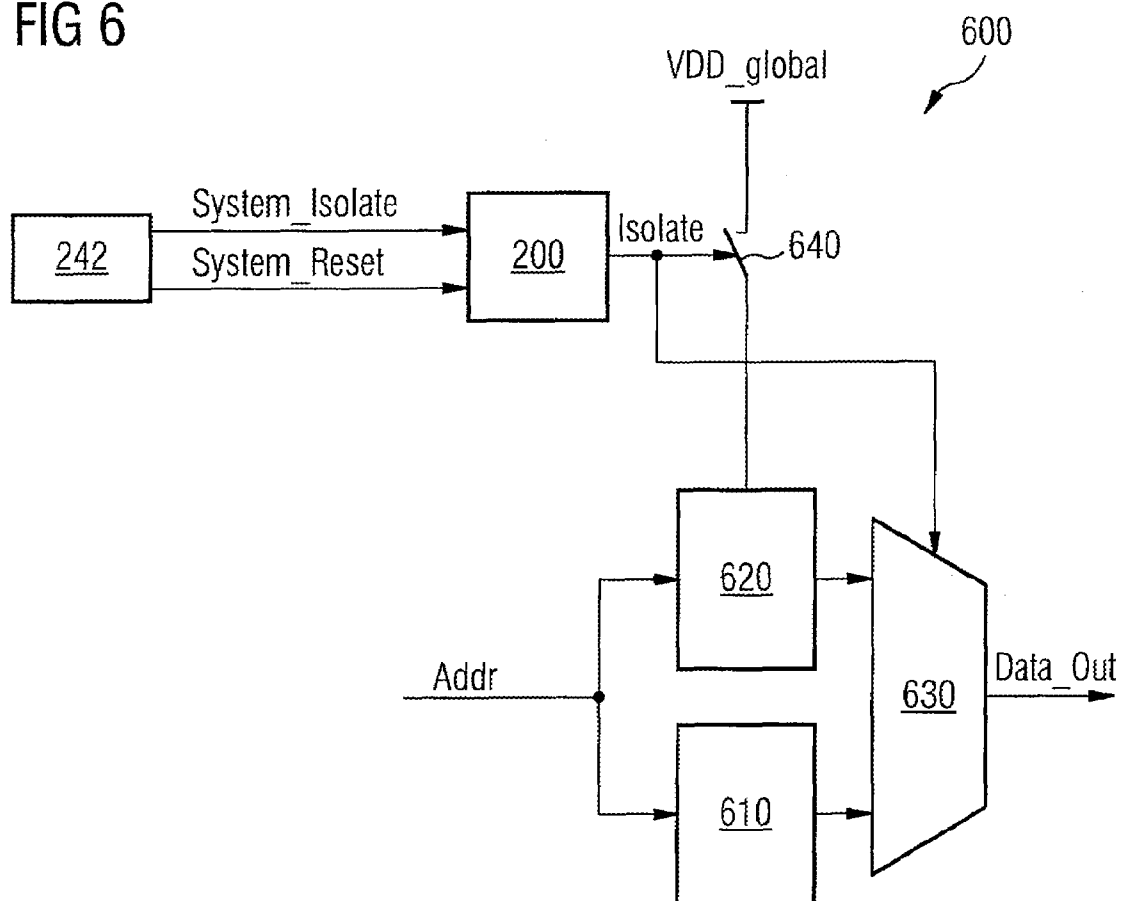 FIG 6
600
VDD_global
System_Isolate
242
System_Reset
200
Isolate
640
620
Addr
630
Data_Out
610